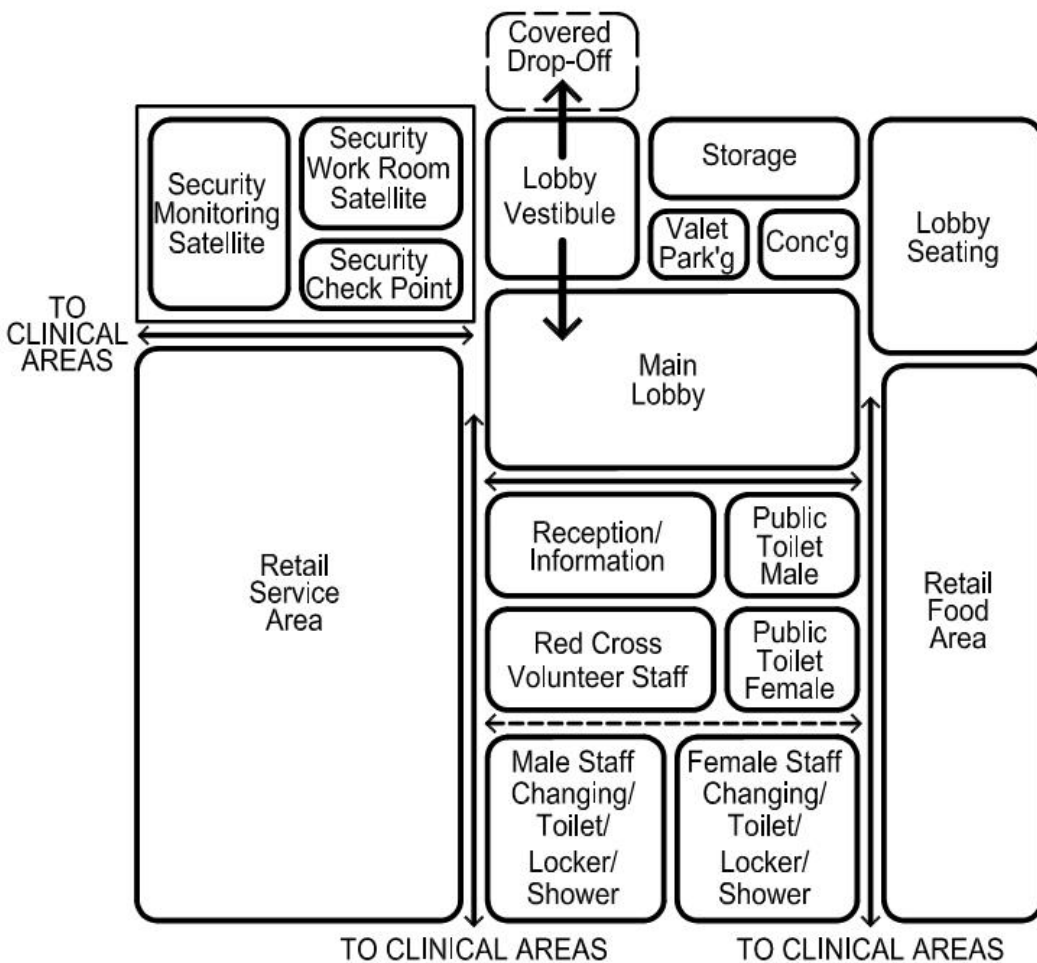 Covered
Drop-Off
Security
Monitoring
Satellite
Security
Work Room
Satellite
Security
Check Point
Lobby
Vestibule
Storage
Valet
Park'g
Conc'g
Lobby
Seating
TO
CLINICAL
AREAS
Main
Lobby
Retail
Service
Area
Reception/
Information
Public
Toilet
Male
Retail
Food
Area
Red Cross
Volunteer Staff
Public
Toilet
Female
Male Staff
Changing/
Toilet/
Locker/
Shower
Female Staff
Changing/
Toilet/
Locker/
Shower
TO CLINICAL AREAS
TO CLINICAL AREAS